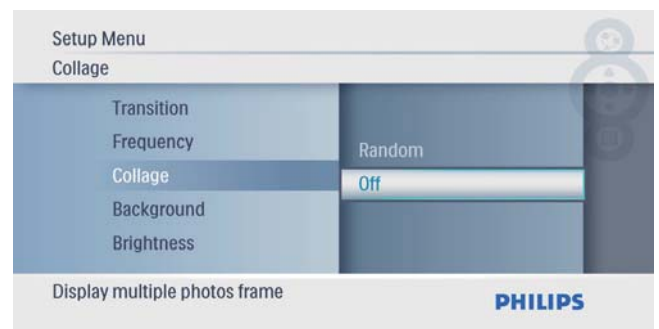 Setup Menu
Collage
Transition
Frequency
Collage
Background
Brightness
Random
Off
Display multiple photos frame
PHILIPS